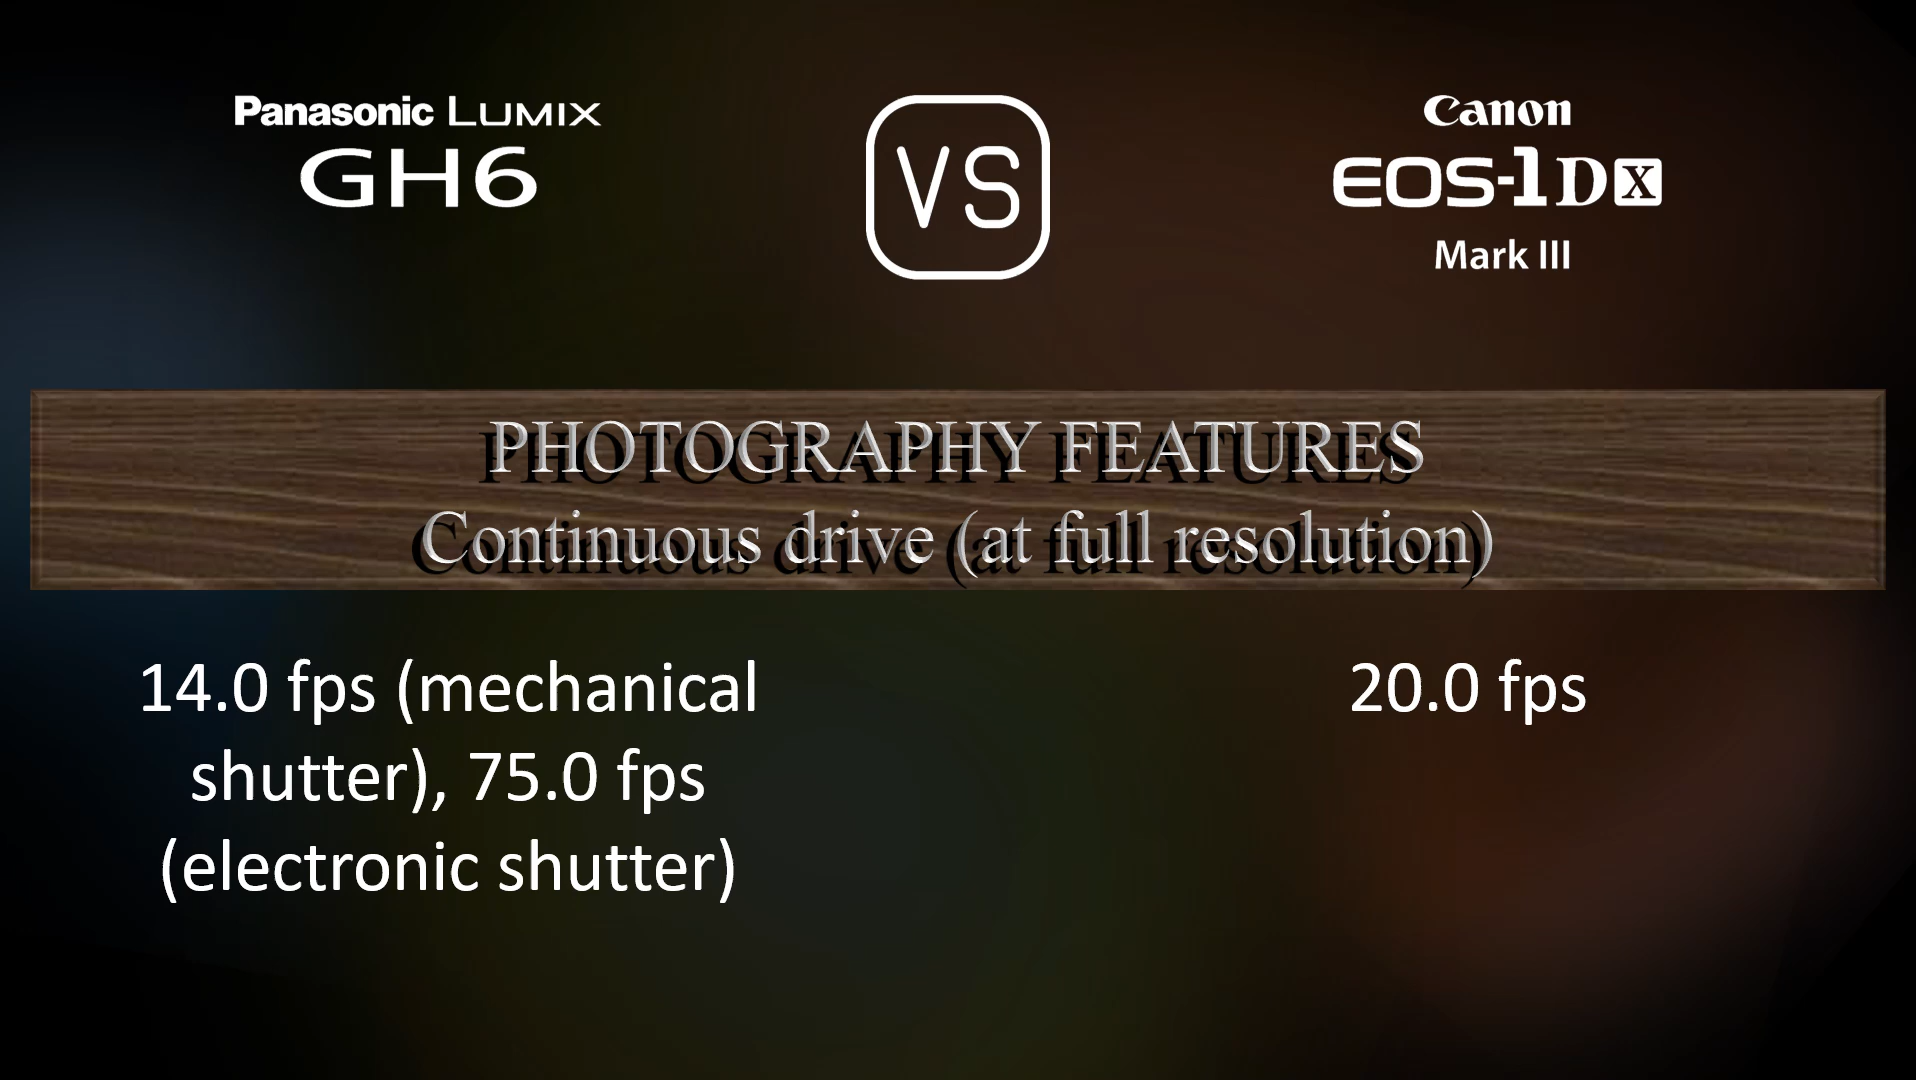 Panasonic LUMIX
GH6
VS
Canon
EOS-1DX
Mark III
PHOTOGRAPHY FEATURES
Continuous drive (at full resolution)
14.0 fps (mechanical
shutter), 75.0 fps
(electronic shutter)
20.0 fps